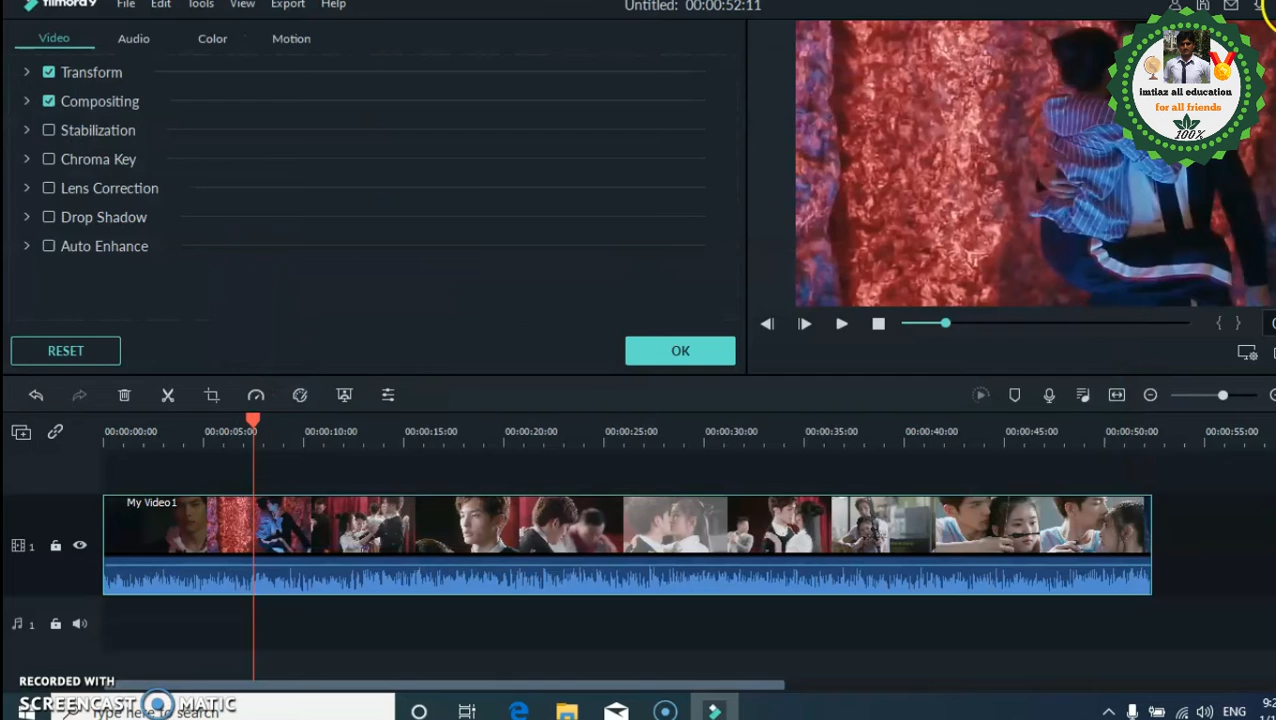 filmora9 File Edit Tools View Export Help Untitled: 00:00:52:11
Video Audio Color Motion
Transform
Compositing
Stabilization
Chroma Key
Lens Correction
Drop Shadow
Auto Enhance
RESET OK
imtiaz all education
for all friends
100%
00:00:00:00 00:00:05:00 00:00:10:00 00:00:15:00 00:00:20:00 00:00:25:00 00:00:30:00 00:00:35:00 00:00:40:00 00:00:45:00 00:00:50:00 00:00:55:00
My Video1
1
1
RECORDED WITH
SCREENCAST MATIC
Type here to search
ENG